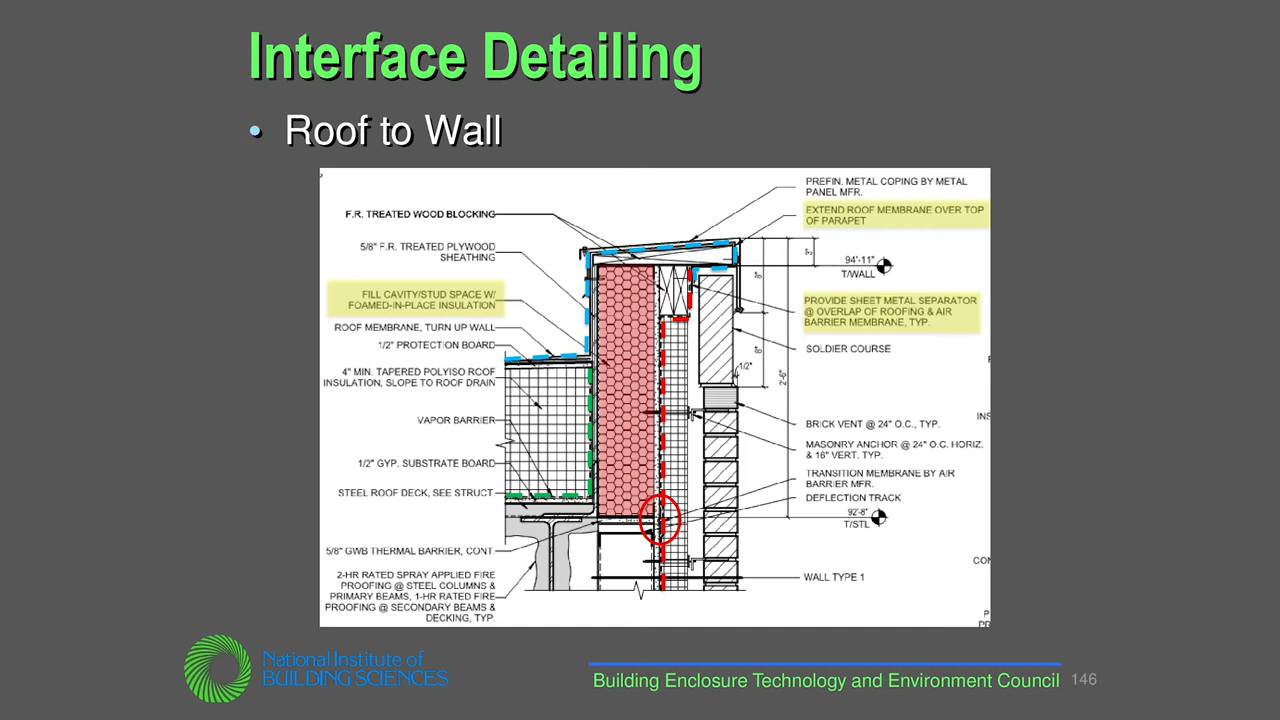 Interface Detailing
• Roof to Wall
PREFIN. METAL COPING BY METAL
PANEL MFR.
EXTEND ROOF MEMBRANE OVER TOP
OF PARAPET
F.R. TREATED WOOD BLOCKING
5/8" F.R. TREATED PLYWOOD
SHEATHING
FILL CAVITY/STUD SPACE W/
FOAMED-IN-PLACE INSULATION
ROOF MEMBRANE, TURN UP WALL
1/2" PROTECTION BOARD
4" MIN. TAPERED POLYISO ROOF
INSULATION, SLOPE TO ROOF DRAIN
VAPOR BARRIER
1/2" GYP. SUBSTRATE BOARD
STEEL ROOF DECK, SEE STRUCT.
5/8" GWB THERMAL BARRIER, CONT.
2-HR RATED SPRAY APPLIED FIRE
PROOFING @ STEEL COLUMNS &
PRIMARY BEAMS, 1-HR RATED FIRE
PROOFING @ SECONDARY BEAMS &
DECKING, TYP.
3"
8"
8"
1/2"
2'-6"
94'-11"
T/WALL
PROVIDE SHEET METAL SEPARATOR
@ OVERLAP OF ROOFING & AIR
BARRIER MEMBRANE, TYP.
SOLDIER COURSE
BRICK VENT @ 24" O.C., TYP.
MASONRY ANCHOR @ 24" O.C. HORIZ.
& 16" VERT. TYP.
TRANSITION MEMBRANE BY AIR
BARRIER MFR.
DEFLECTION TRACK
92'-8"
T/STL
WALL TYPE 1
INS
CON
P
National Institute of
BUILDING SCIENCES
Building Enclosure Technology and Environment Council
146